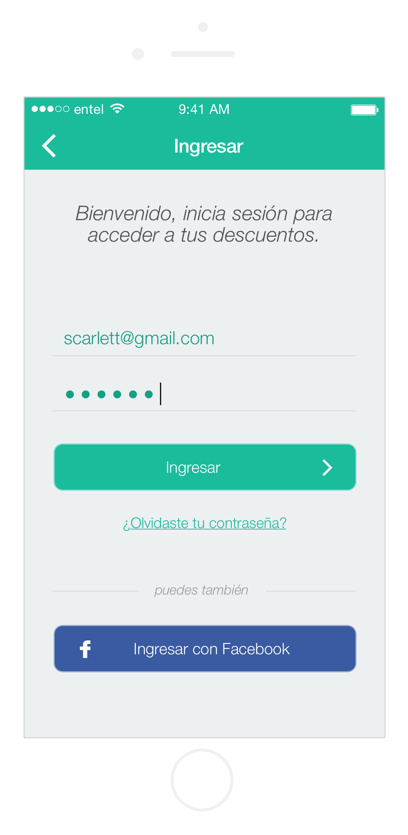 entel 9:41 AM
Ingresar
Bienvenido, inicia sesión para
acceder a tus descuentos.
scarlett@gmail.com
Ingresar
¿Olvidaste tu contraseña?
puedes también
f Ingresar con Facebook